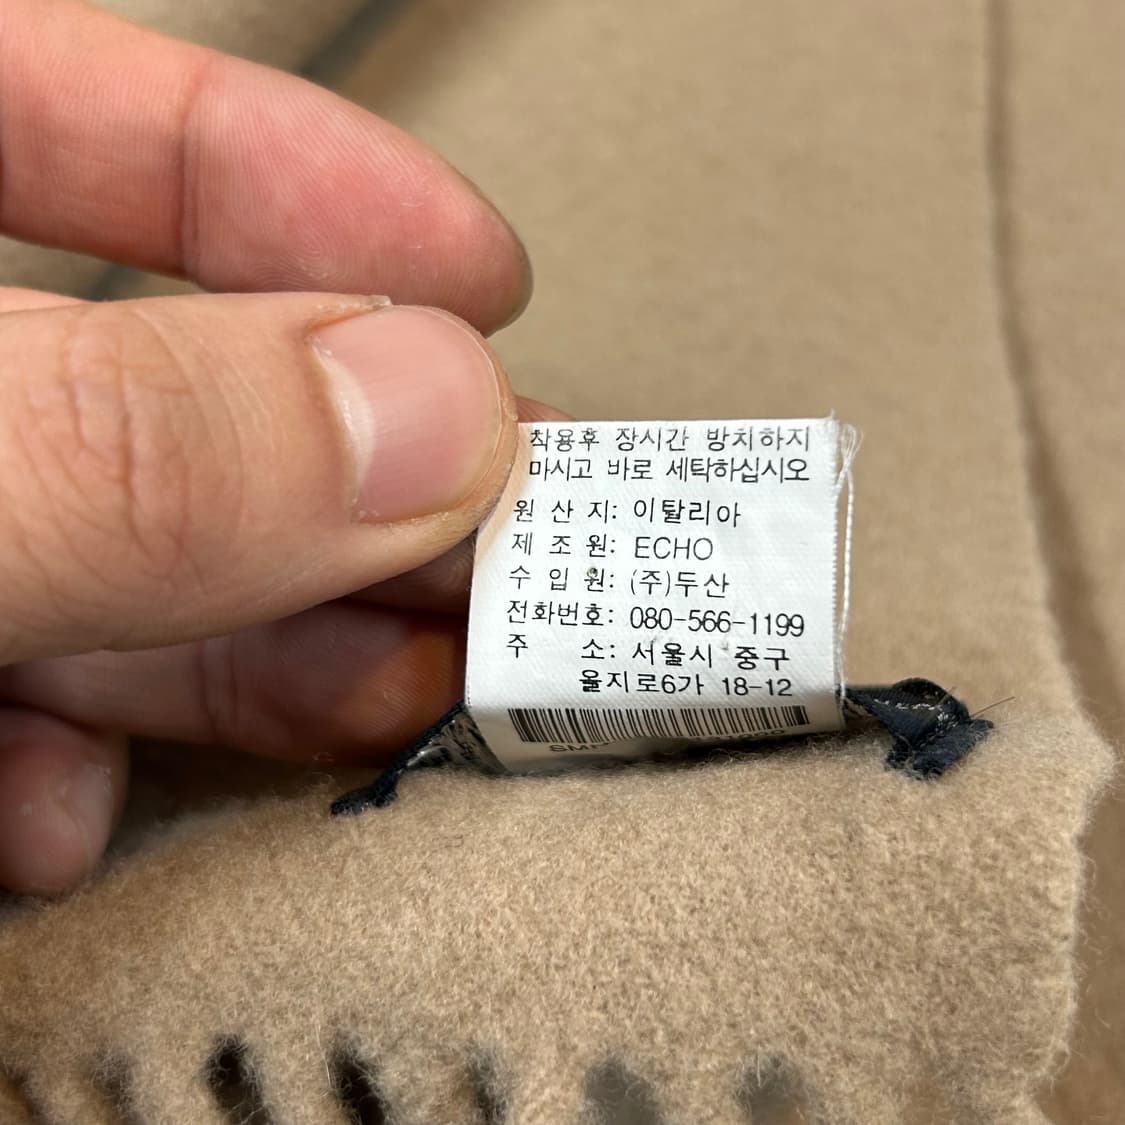 착용후 장시간 방치하지
마시고 바로 세탁하십시오
원 산 지: 이탈리아
제 조 원: ECHO
수 입 원: (주)두산
전화번호: 080-566-1199
주 소: 서울시 중구
을지로6가 18-12